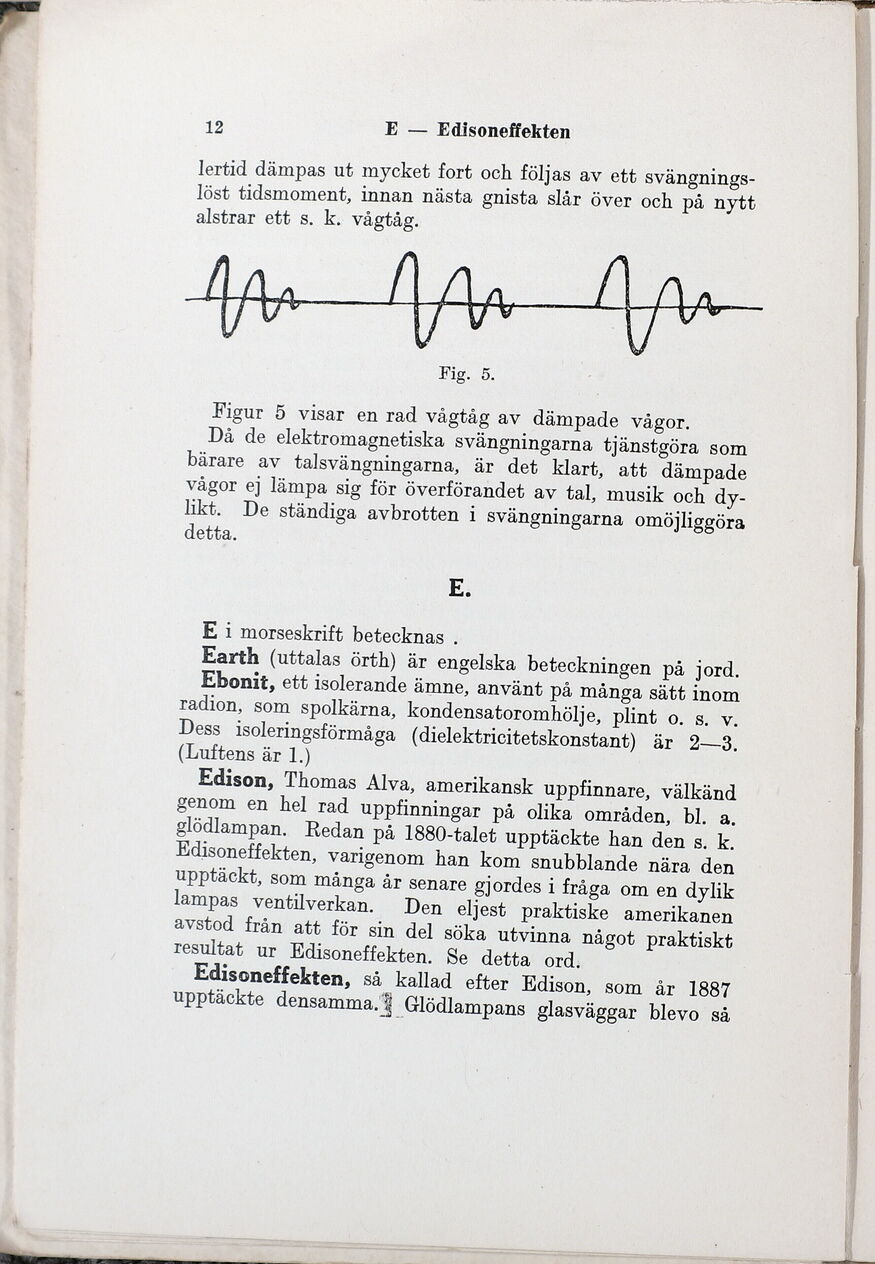 12 E — Edisoneffekten
lertid dämpas ut mycket fort och följas av ett svängnings-
löst tidsmoment, innan nästa gnista slår över och på nytt
alstrar ett s. k. vågtåg.
Fig. 5.
Figur 5 visar en rad vågtåg av dämpade vågor.
Då de elektromagnetiska svängningarna tjänstgöra som
bärare av talsvängningarna, är det klart, att dämpade
vågor ej lämpa sig för överförandet av tal, musik och dy-
likt. De ständiga avbrotten i svängningarna omöjliggöra
detta.
E.
E i morseskrift betecknas .
Earth (uttalas örth) är engelska beteckningen på jord.
Ebonit, ett isolerande ämne, använt på många sätt inom
radion, som spolkärna, kondensatoromhölje, plint o. s. v.
Dess isoleringsförmåga (dielektricitetskonstant) är 2—3.
(Luftens är 1.)
Edison, Thomas Alva, amerikansk uppfinnare, välkänd
genom en hel rad uppfinningar på olika områden, bl. a.
glödlampan. Redan på 1880-talet upptäckte han den s. k.
Edisoneffekten, varigenom han kom snubblande nära den
upptäckt, som många år senare gjordes i fråga om en dylik
lampas ventilverkan. Den eljest praktiske amerikanen
avstod från att för sin del söka utvinna något praktiskt
resultat ur Edisoneffekten. Se detta ord.
Edisoneffekten, så kallad efter Edison, som år 1887
upptäckte densamma. Glödlampans glasväggar blevo så